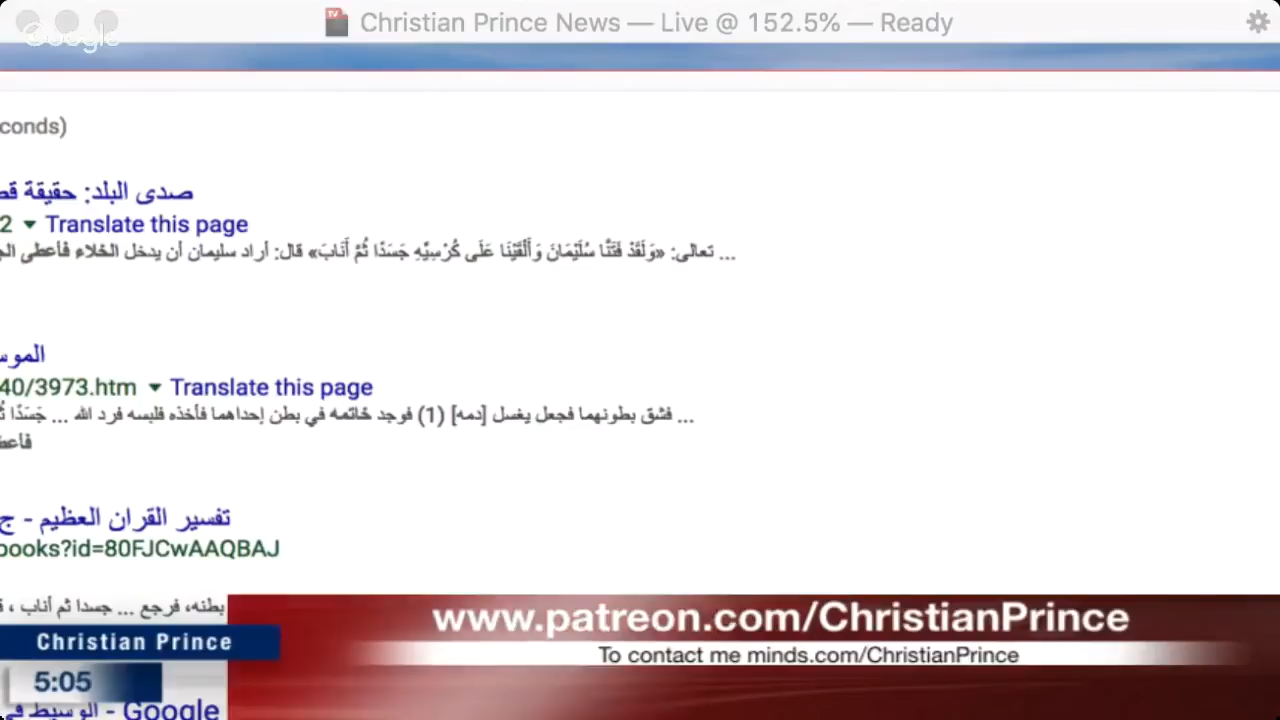 Google
Christian Prince News — Live @ 152.5% — Ready
conds)
صدى البلد: حقيقة
2 ▾ Translate this page
... تعالى: «وَلَقَدْ فَتَنَّا سُلَيْمَانَ وَأَلْقَيْنَا عَلَى كُرْسِيِّهِ جَسَدًا ثُمَّ أَنَابَ» قال: أراد سليمان أن يدخل الخلاء فأعطى
40/3973.htm ▾ Translate this page
... فشق بطونهما فجعل يغسل [دمه] (1) فوجد خاتمه في بطن إحداهما فأخذه فلبسه فرد الله ... جَسَدًا
تفسير القران العظيم - ج
books?id=80FJCwAAQBAJ
بطنه، فرجع ... جسدا ثم أناب ،
www.patreon.com/ChristianPrince
Christian Prince
To contact me minds.com/ChristianPrince
5:05
الوسيط في - Google